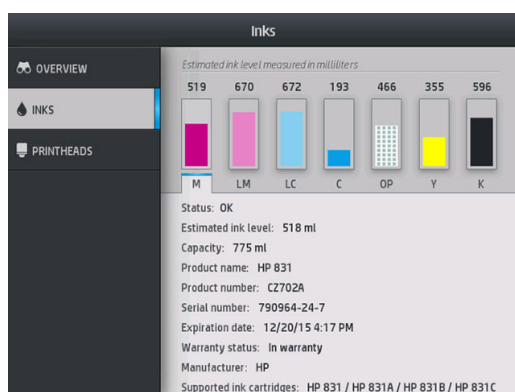 Inks
OVERVIEW
INKS
PRINTHEADS
Estimated ink level measured in milliliters
519 670 672 193 466 355 596
M LM LC C OP Y K
Status: OK
Estimated ink level: 518 ml
Capacity: 775 ml
Product name: HP 831
Product number: CZ702A
Serial number: 790964-24-7
Expiration date: 12/20/15 4:17 PM
Warranty status: In warranty
Manufacturer: HP
Supported ink cartridges: HP 831 / HP 831A / HP 831B / HP 831C